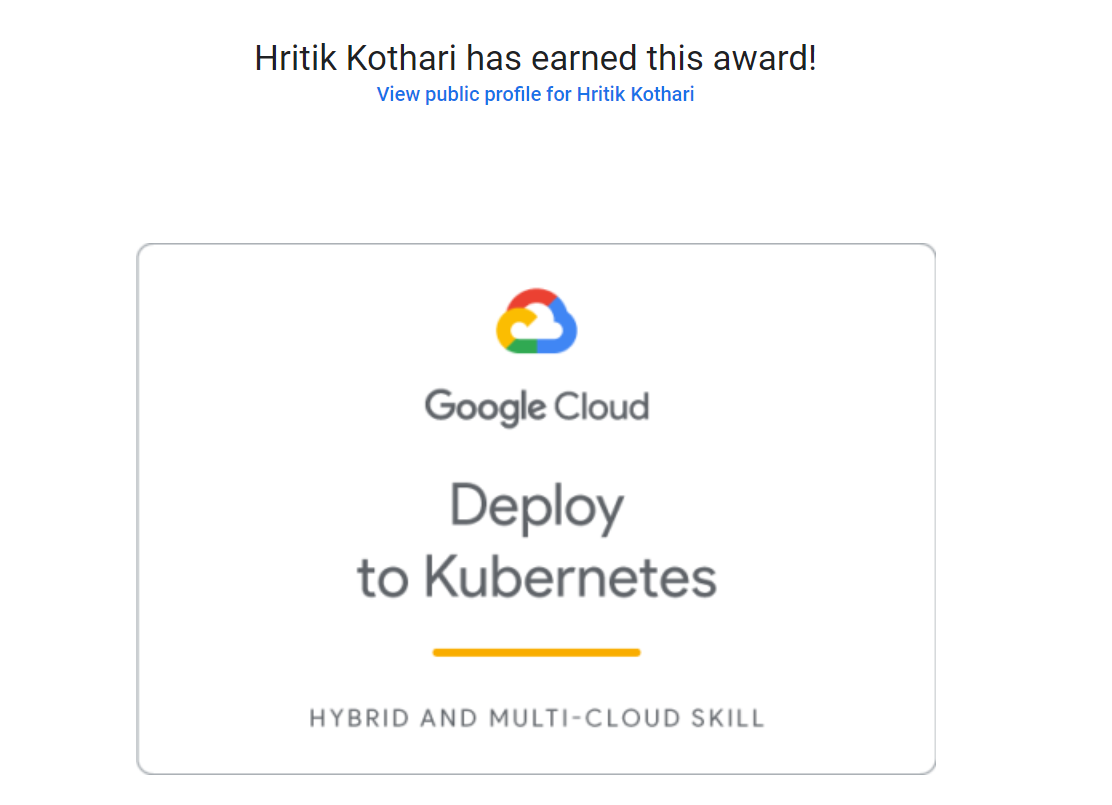 Hritik Kothari has earned this award!
View public profile for Hritik Kothari
Google Cloud
Deploy
to Kubernetes
HYBRID AND MULTI-CLOUD SKILL